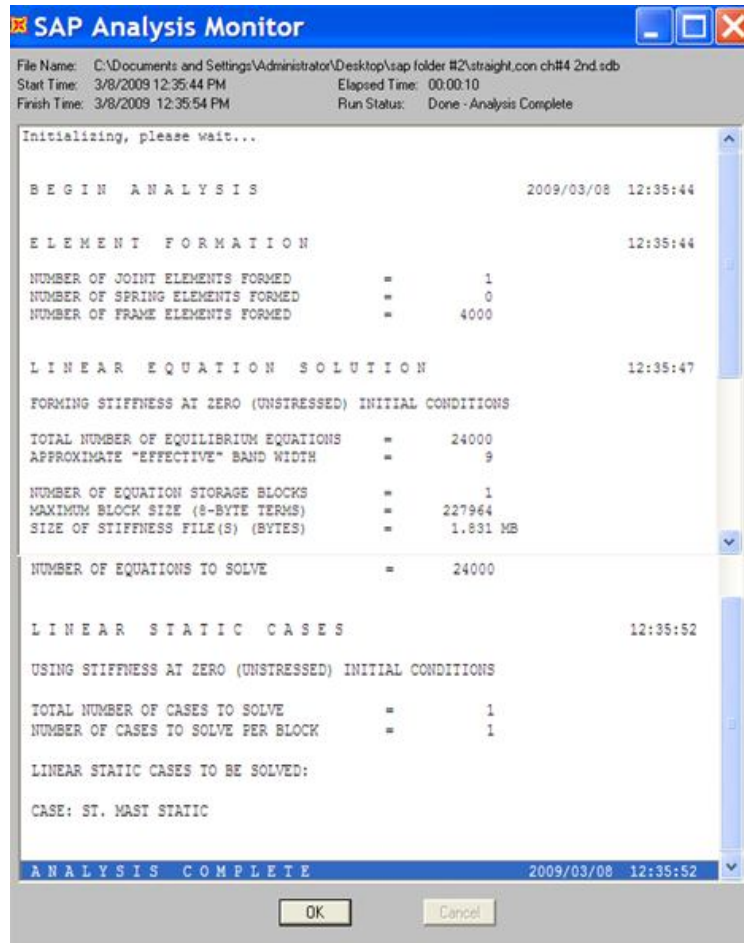 SAP Analysis Monitor
File Name: C:\Documents and Settings\Administrator\Desktop\sap folder #2\straight,con ch#4 2nd.sdb
Start Time: 3/8/2009 12:35:44 PM Elapsed Time: 00:00:10
Finish Time: 3/8/2009 12:35:54 PM Run Status: Done - Analysis Complete
Initializing, please wait...
B E G I N   A N A L Y S I S 2009/03/08 12:35:44
E L E M E N T   F O R M A T I O N 12:35:44
NUMBER OF JOINT ELEMENTS FORMED = 1
NUMBER OF SPRING ELEMENTS FORMED = 0
NUMBER OF FRAME ELEMENTS FORMED = 4000
L I N E A R   E Q U A T I O N   S O L U T I O N 12:35:47
FORMING STIFFNESS AT ZERO (UNSTRESSED) INITIAL CONDITIONS
TOTAL NUMBER OF EQUILIBRIUM EQUATIONS = 24000
APPROXIMATE "EFFECTIVE" BAND WIDTH = 9
NUMBER OF EQUATION STORAGE BLOCKS = 1
MAXIMUM BLOCK SIZE (8-BYTE TERMS) = 227964
SIZE OF STIFFNESS FILE(S) (BYTES) = 1.831 MB
NUMBER OF EQUATIONS TO SOLVE = 24000
L I N E A R   S T A T I C   C A S E S 12:35:52
USING STIFFNESS AT ZERO (UNSTRESSED) INITIAL CONDITIONS
TOTAL NUMBER OF CASES TO SOLVE = 1
NUMBER OF CASES TO SOLVE PER BLOCK = 1
LINEAR STATIC CASES TO BE SOLVED:
CASE: ST. MAST STATIC
A N A L Y S I S   C O M P L E T E 2009/03/08 12:35:52
OK Cancel